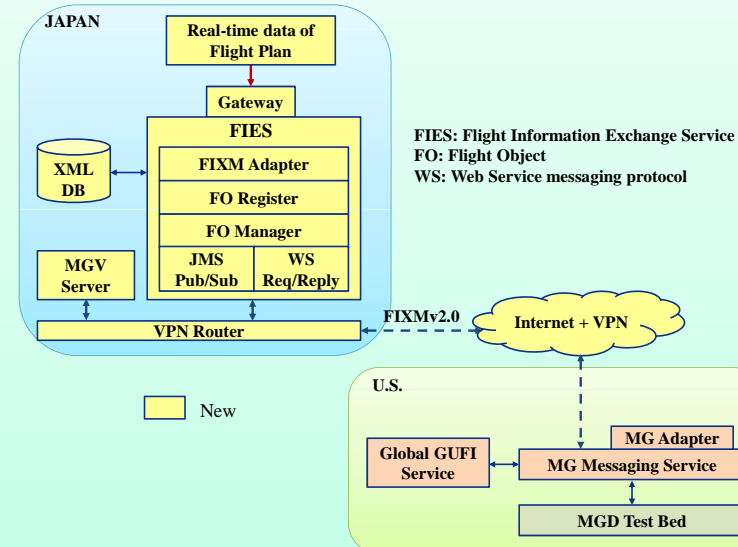 JAPAN
Real-time data of
Flight Plan
Gateway
FIES
XML
DB
FIXM Adapter
FO Register
FO Manager
JMS
Pub/Sub
WS
Req/Reply
MGV
Server
VPN Router
FIES: Flight Information Exchange Service
FO: Flight Object
WS: Web Service messaging protocol
FIXMv2.0
Internet + VPN
New
U.S.
Global GUFI
Service
MG Adapter
MG Messaging Service
MGD Test Bed